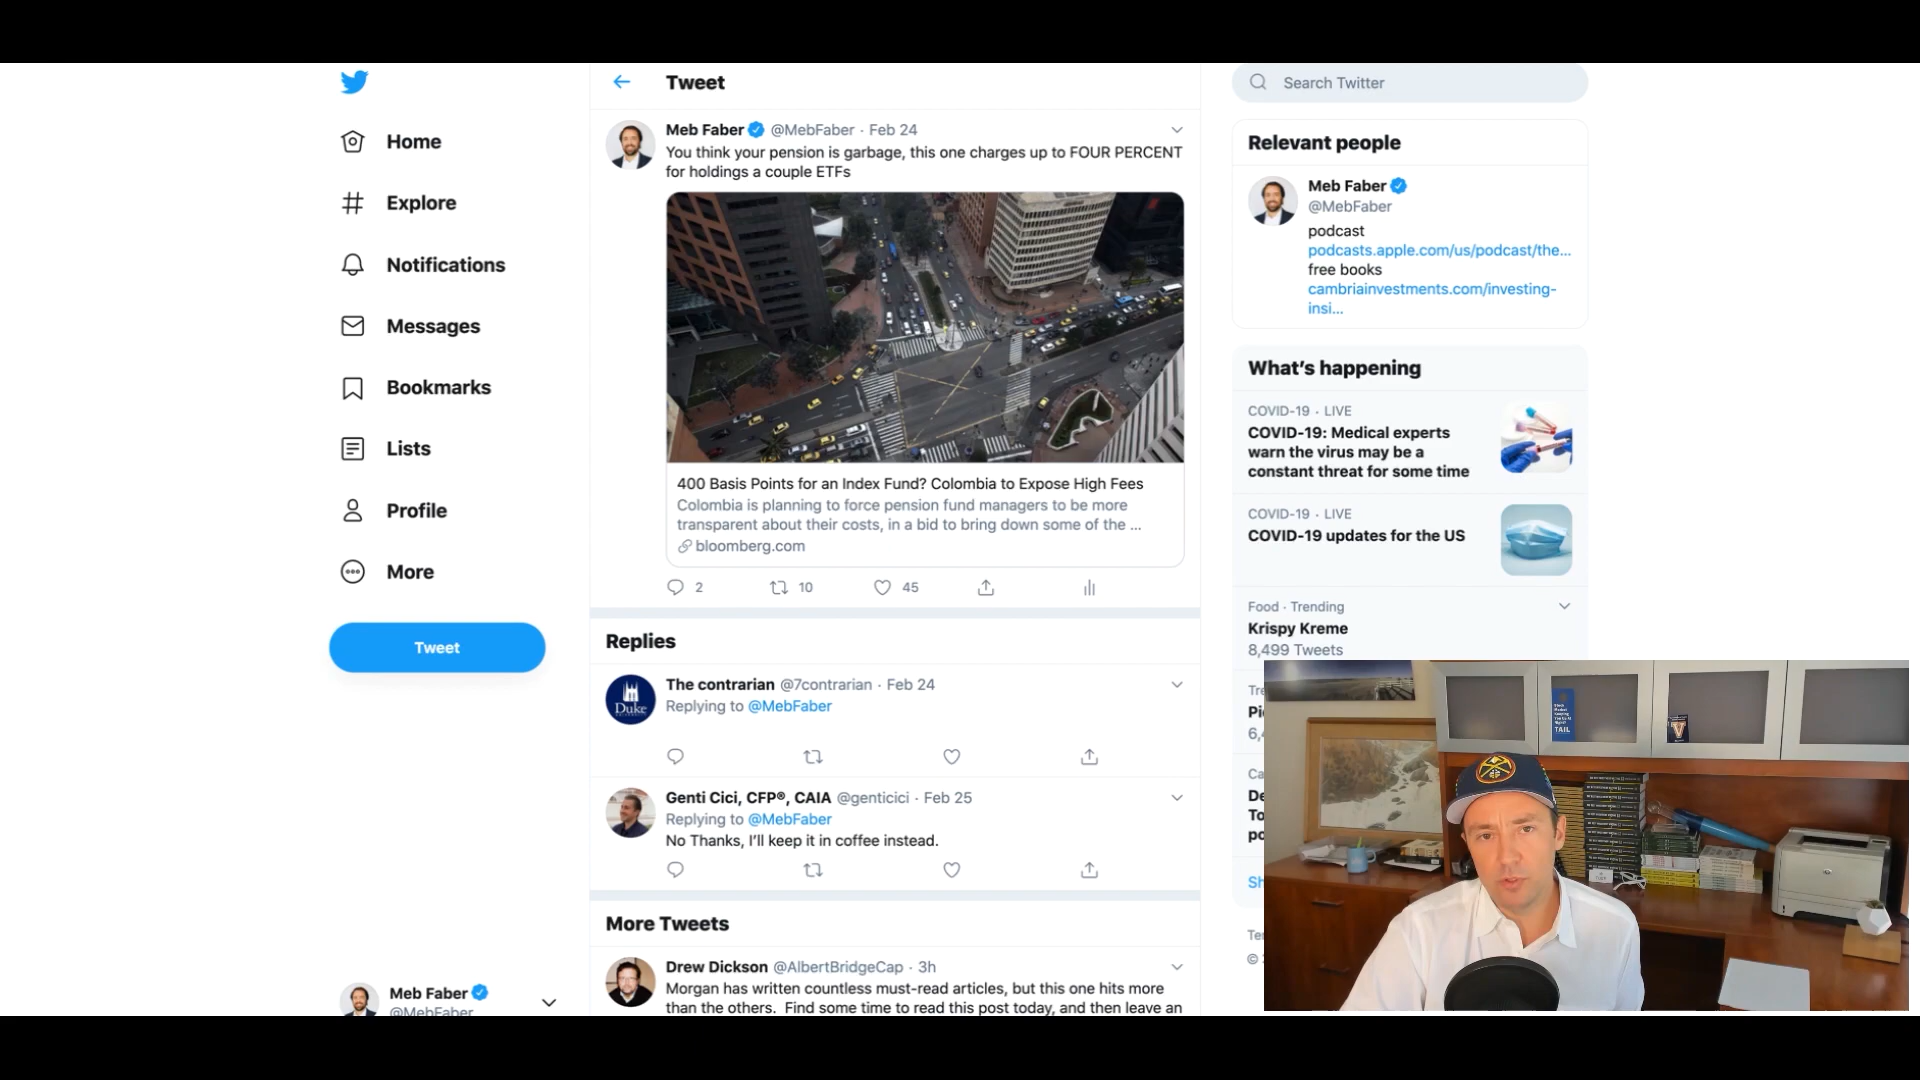 Tweet
Search Twitter
Home
Explore
Notifications
Messages
Bookmarks
Lists
Profile
More
Tweet
Meb Faber
@MebFaber
Meb Faber @MebFaber · Feb 24
You think your pension is garbage, this one charges up to FOUR PERCENT
for holdings a couple ETFs
400 Basis Points for an Index Fund? Colombia to Expose High Fees
Colombia is planning to force pension fund managers to be more
transparent about their costs, in a bid to bring down some of the ...
bloomberg.com
2 10 45
Replies
The contrarian @7contrarian · Feb 24
Replying to @MebFaber
Duke
Genti Cici, CFP®, CAIA @genticici · Feb 25
Replying to @MebFaber
No Thanks, I'll keep it in coffee instead.
More Tweets
Drew Dickson @AlbertBridgeCap · 3h
Morgan has written countless must-read articles, but this one hits more
than the others. Find some time to read this post today, and then leave an
Relevant people
Meb Faber
@MebFaber
podcast
podcasts.apple.com/us/podcast/the...
free books
cambriainvestments.com/investing-
insi...
What's happening
COVID-19 · LIVE
COVID-19: Medical experts
warn the virus may be a
constant threat for some time
COVID-19 · LIVE
COVID-19 updates for the US
Food · Trending
Krispy Kreme
8,499 Tweets
TAIL
V